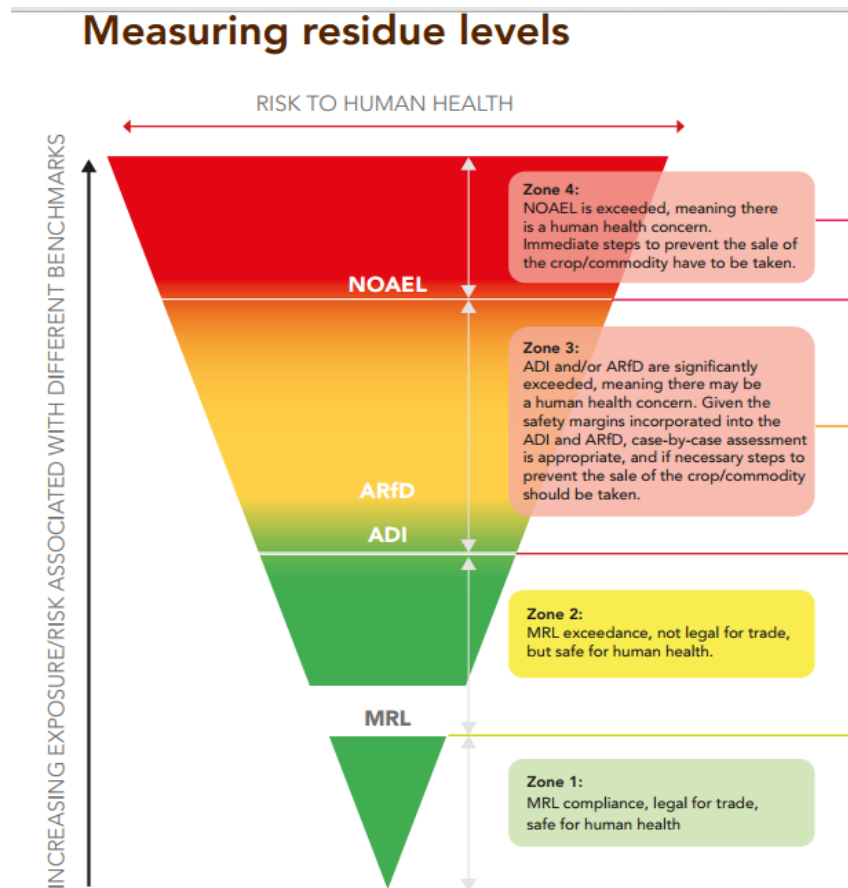 Measuring residue levels
RISK TO HUMAN HEALTH
INCREASING EXPOSURE/RISK ASSOCIATED WITH DIFFERENT BENCHMARKS
Zone 4:
NOAEL is exceeded, meaning there
is a human health concern.
Immediate steps to prevent the sale of
the crop/commodity have to be taken.
NOAEL
Zone 3:
ADI and/or ARfD are significantly
exceeded, meaning there may be
a human health concern. Given the
safety margins incorporated into the
ADI and ARfD, case-by-case assessment
is appropriate, and if necessary steps to
prevent the sale of the crop/commodity
should be taken.
ARfD
ADI
Zone 2:
MRL exceedance, not legal for trade,
but safe for human health.
MRL
Zone 1:
MRL compliance, legal for trade,
safe for human health